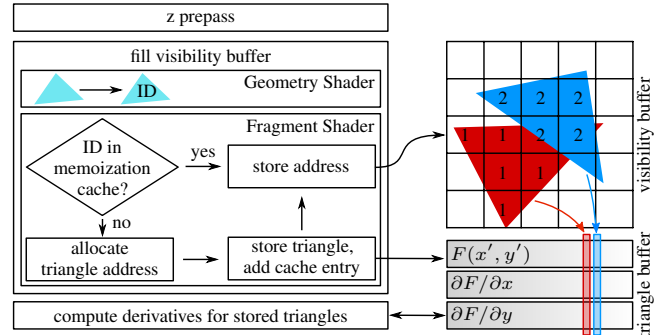 z prepass
fill visibility buffer
ID
Geometry Shader
Fragment Shader
ID in
memoization
cache?
yes
store address
no
allocate
triangle address
store triangle,
add cache entry
compute derivatives for stored triangles
2 2 2
1 1 2 2
1 1
1
visibility buffer
F(x′, y′)
∂F/∂x
∂F/∂y
triangle buffer